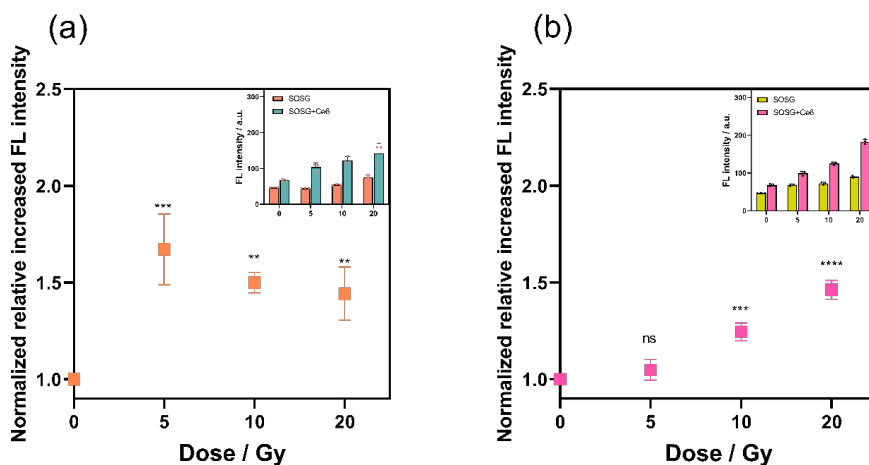 (a)
Normalized relative increased FL intensity
2.5
2.0
1.5
1.0
***
**
**
0
5
10
20
Dose / Gy
SOSG
SOSG+Ce6
FL intensity / a.u.
300
200
100
0
**
0
5
10
20
(b)
Normalized relative increased FL intensity
2.5
2.0
1.5
1.0
ns
***
****
0
5
10
20
Dose / Gy
SOSG
SOSG+Ce6
FL intensity / a.u.
300
200
100
0
0
5
10
20